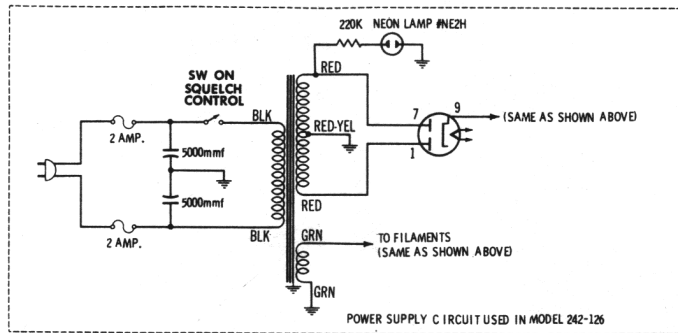 220K NEON LAMP #NE2H
RED
SW ON
SQUELCH
CONTROL
BLK
RED-YEL
7
9
(SAME AS SHOWN ABOVE)
2 AMP.
5000mmf
1
5000mmf
RED
BLK
2 AMP.
GRN
TO FILAMENTS
(SAME AS SHOWN ABOVE)
GRN
POWER SUPPLY CIRCUIT USED IN MODEL 242-126